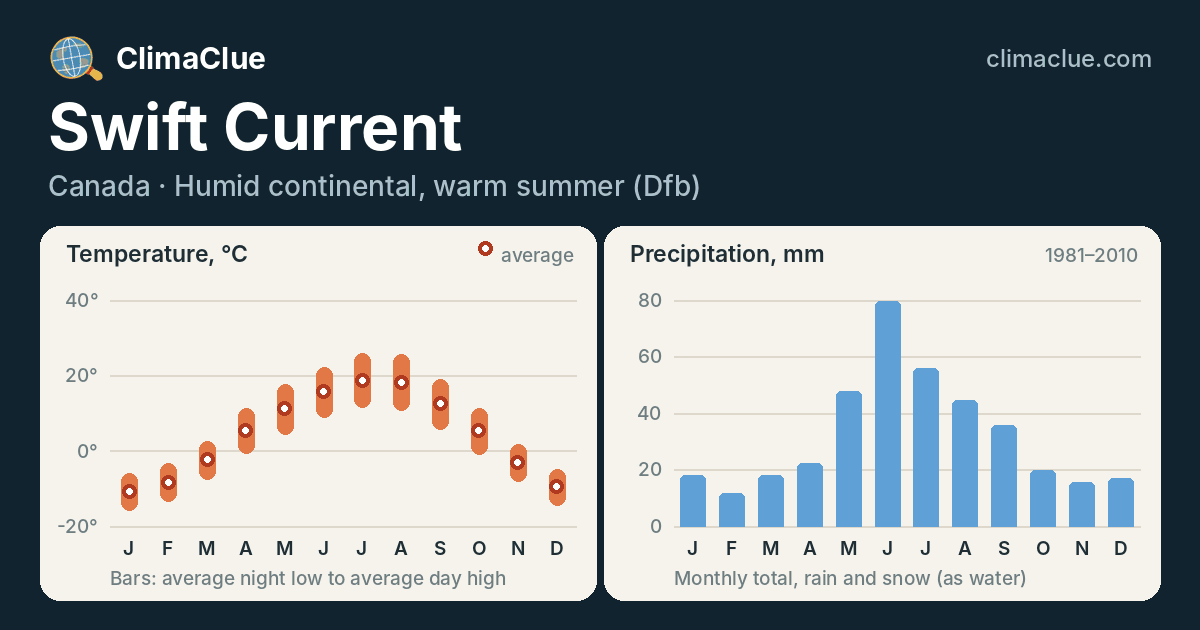 ClimaClue
climaclue.com
Swift Current
Canada · Humid continental, warm summer (Dfb)
Temperature, °C
average
40°
20°
0°
-20°
J F M A M J J A S O N D
Bars: average night low to average day high
Precipitation, mm
1981–2010
80
60
40
20
0
J F M A M J J A S O N D
Monthly total, rain and snow (as water)